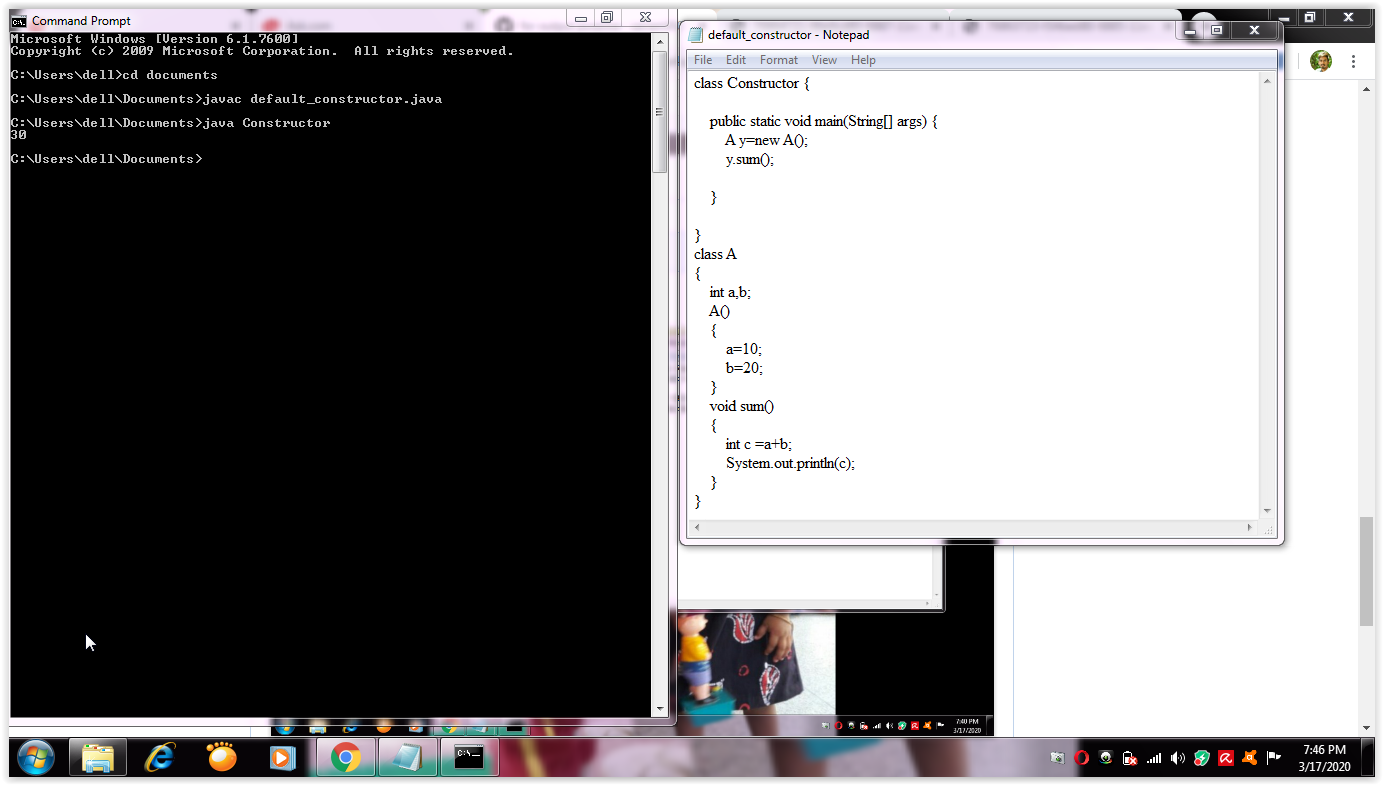 Command Prompt
Microsoft Windows [Version 6.1.7600]
Copyright (c) 2009 Microsoft Corporation.  All rights reserved.
C:\Users\dell>cd documents
C:\Users\dell\Documents>javac default_constructor.java
C:\Users\dell\Documents>java Constructor
30
C:\Users\dell\Documents>
default_constructor - Notepad
File Edit Format View Help
class Constructor {
public static void main(String[] args) {
A y=new A();
y.sum();
}
}
class A
{
int a,b;
A()
{
a=10;
b=20;
}
void sum()
{
int c =a+b;
System.out.println(c);
}
}
7:40 PM
3/17/2020
7:46 PM
3/17/2020